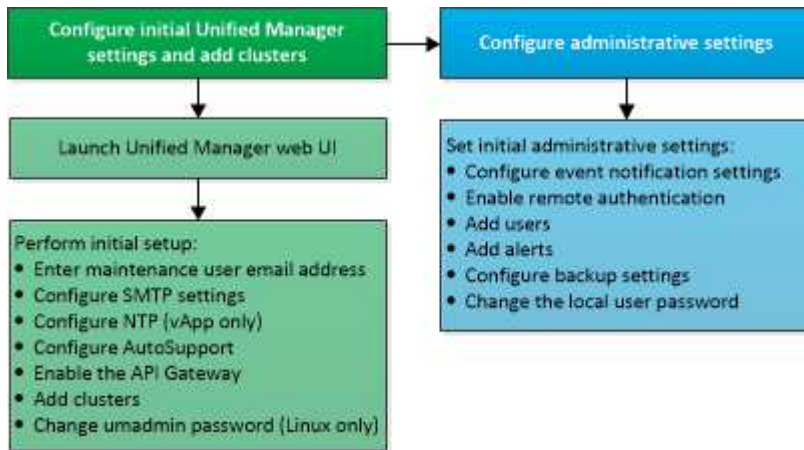 Configure initial Unified Manager
settings and add clusters
Launch Unified Manager web UI
Perform initial setup:
• Enter maintenance user email address
• Configure SMTP settings
• Configure NTP (vApp only)
• Configure AutoSupport
• Enable the API Gateway
• Add clusters
• Change umadmin password (Linux only)
Configure administrative settings
Set initial administrative settings:
• Configure event notification settings
• Enable remote authentication
• Add users
• Add alerts
• Configure backup settings
• Change the local user password